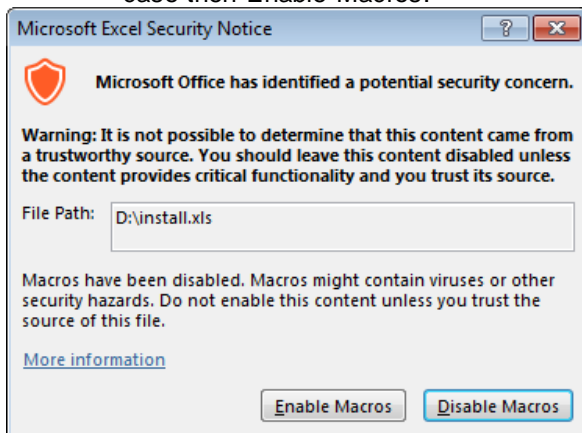 case then Enable Macros.
Microsoft Excel Security Notice
Microsoft Office has identified a potential security concern.
Warning: It is not possible to determine that this content came from
a trustworthy source. You should leave this content disabled unless
the content provides critical functionality and you trust its source.
File Path: D:\install.xls
Macros have been disabled. Macros might contain viruses or other
security hazards. Do not enable this content unless you trust the
source of this file.
More information
Enable Macros Disable Macros